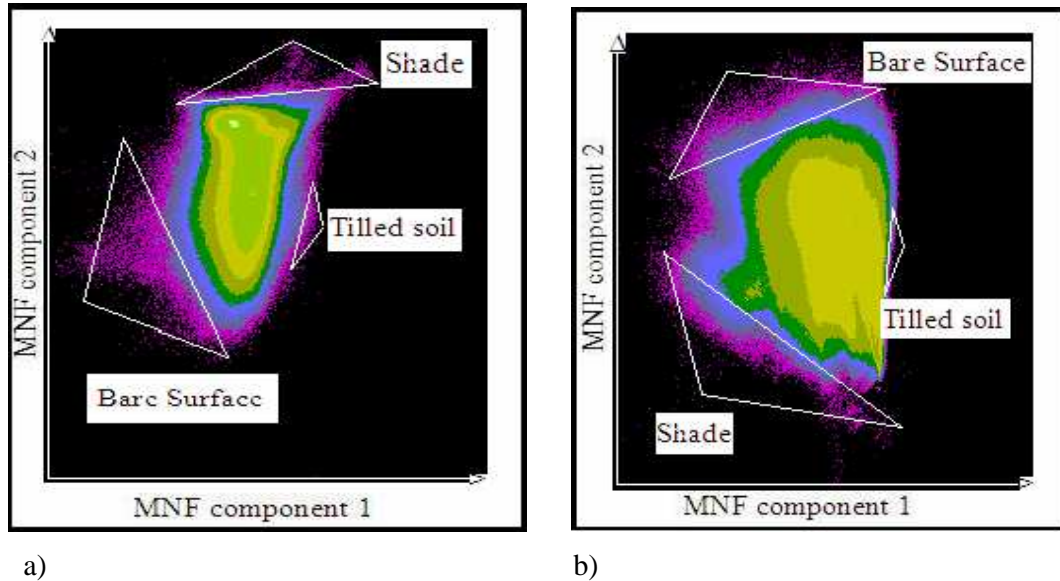 Shade
Tilled soil
Bare Surface
MNF component 2
MNF component 1
a)
Bare Surface
Tilled soil
Shade
MNF component 2
MNF component 1
b)